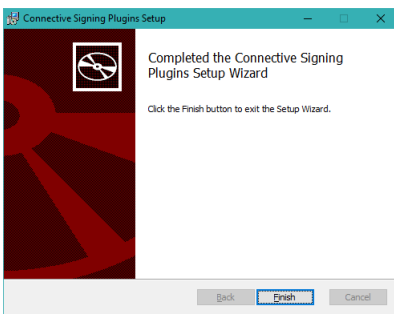 Connective Signing Plugins Setup
Completed the Connective Signing
Plugins Setup Wizard
Click the Finish button to exit the Setup Wizard.
Back
Finish
Cancel